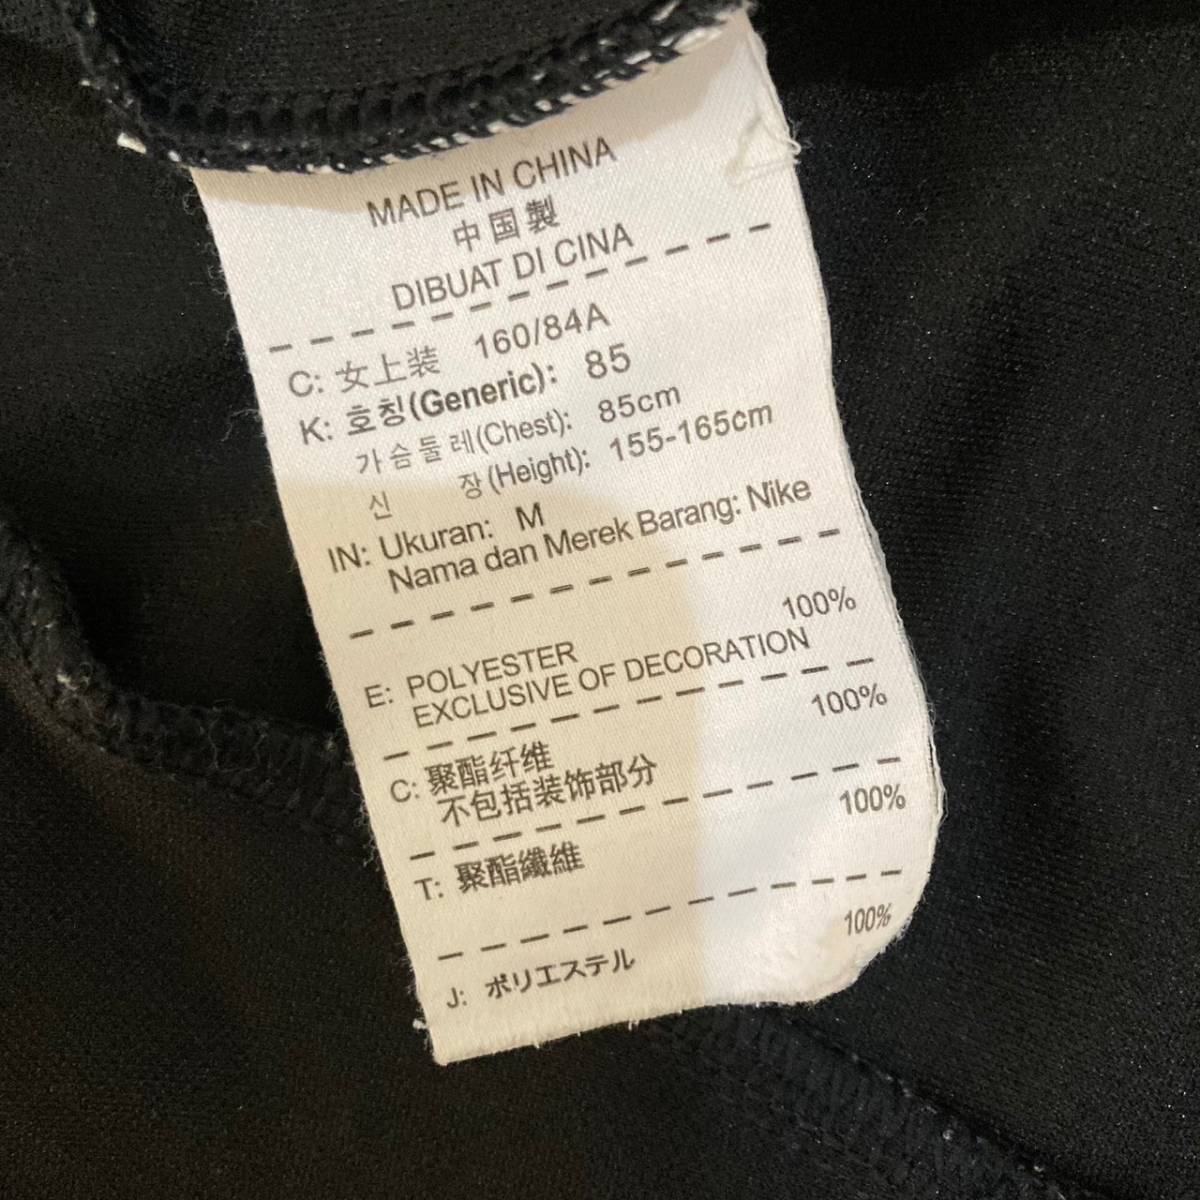 MADE IN CHINA
中国製
DIBUAT DI CINA
C: 女上装 160/84A
K: 호칭(Generic): 85
가슴둘레(Chest): 85cm
신 장(Height): 155-165cm
IN: Ukuran: M
Nama dan Merek Barang: Nike
100%
E: POLYESTER
EXCLUSIVE OF DECORATION
100%
C: 聚酯纤维
不包括装饰部分
100%
T: 聚酯纖維
100%
J: ポリエステル